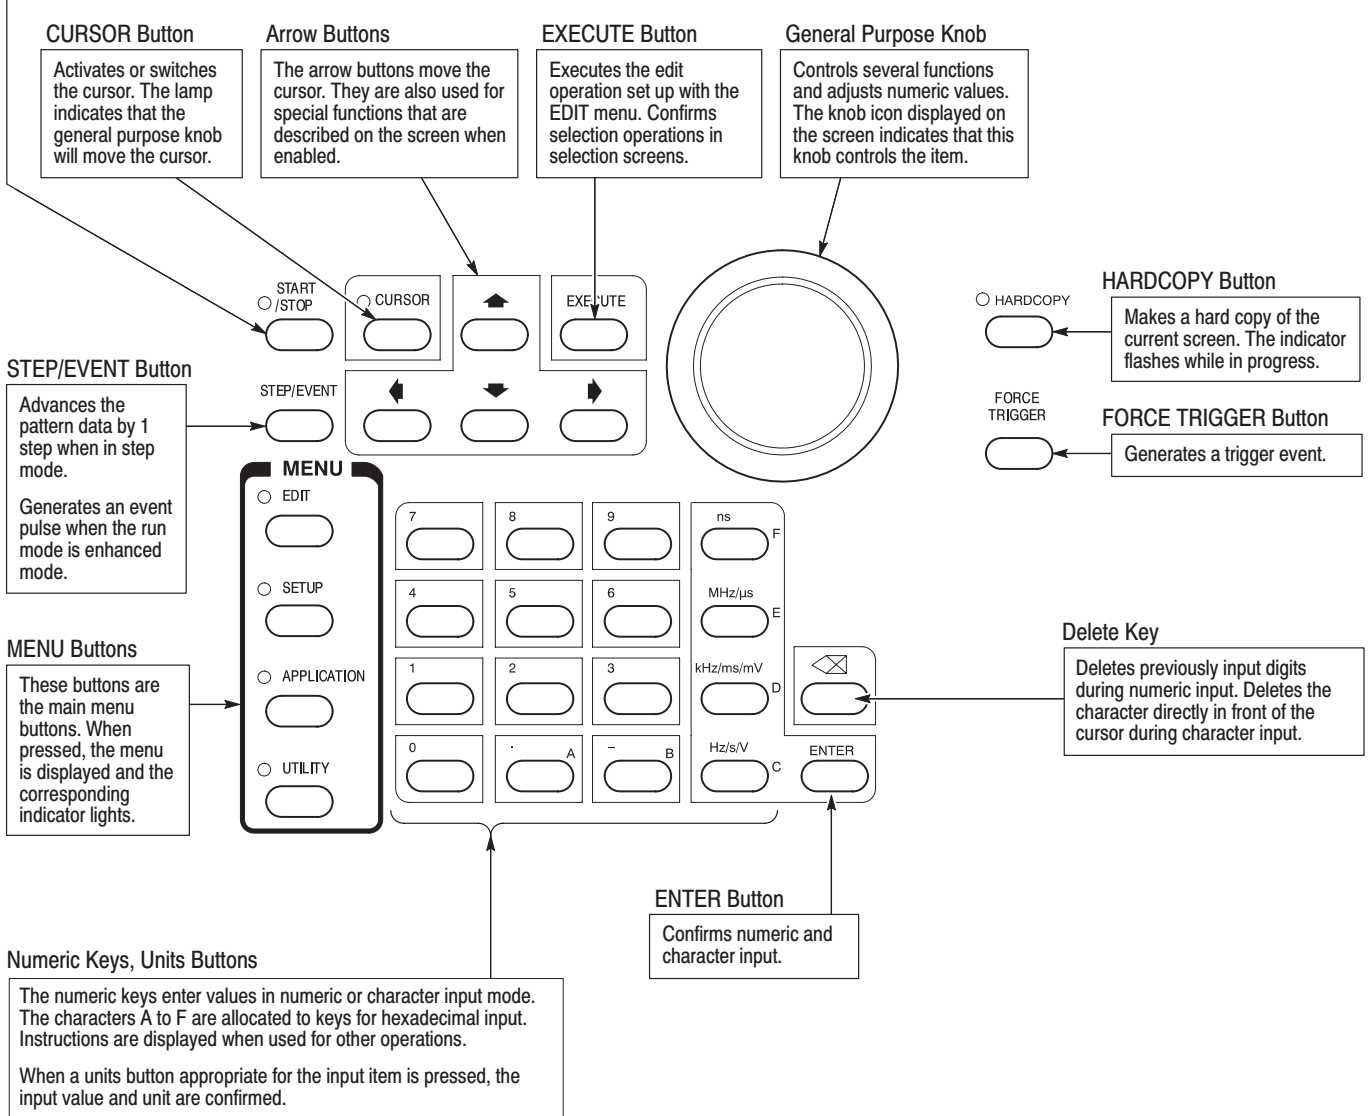 CURSOR Button
Activates or switches
the cursor. The lamp
indicates that the
general purpose knob
will move the cursor.
Arrow Buttons
The arrow buttons move the
cursor. They are also used for
special functions that are
described on the screen when
enabled.
EXECUTE Button
Executes the edit
operation set up with the
EDIT menu. Confirms
selection operations in
selection screens.
General Purpose Knob
Controls several functions
and adjusts numeric values.
The knob icon displayed on
the screen indicates that this
knob controls the item.
START
/STOP
CURSOR
EXECUTE
HARDCOPY
HARDCOPY Button
Makes a hard copy of the
current screen. The indicator
flashes while in progress.
STEP/EVENT Button
Advances the
pattern data by 1
step when in step
mode.
Generates an event
pulse when the run
mode is enhanced
mode.
STEP/EVENT
FORCE
TRIGGER
FORCE TRIGGER Button
Generates a trigger event.
MENU
EDIT
SETUP
APPLICATION
UTILITY
7
8
9
ns
F
4
5
6
MHz/µs
E
1
2
3
kHz/ms/mV
D
0
.
A
–
B
Hz/s/V
C
ENTER
MENU Buttons
These buttons are
the main menu
buttons. When
pressed, the menu
is displayed and the
corresponding
indicator lights.
Delete Key
Deletes previously input digits
during numeric input. Deletes the
character directly in front of the
cursor during character input.
ENTER Button
Confirms numeric and
character input.
Numeric Keys, Units Buttons
The numeric keys enter values in numeric or character input mode.
The characters A to F are allocated to keys for hexadecimal input.
Instructions are displayed when used for other operations.
When a units button appropriate for the input item is pressed, the
input value and unit are confirmed.